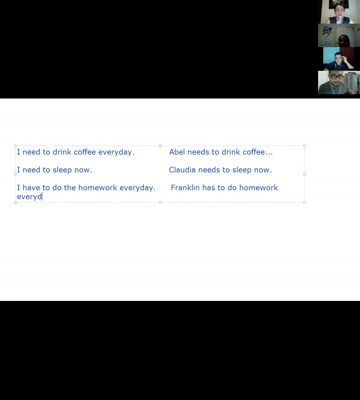 I need to drink coffee everyday. Abel needs to drink coffee...
I need to sleep now. Claudia needs to sleep now.
I have to do the homework everyday. Franklin has to do homework
everyd